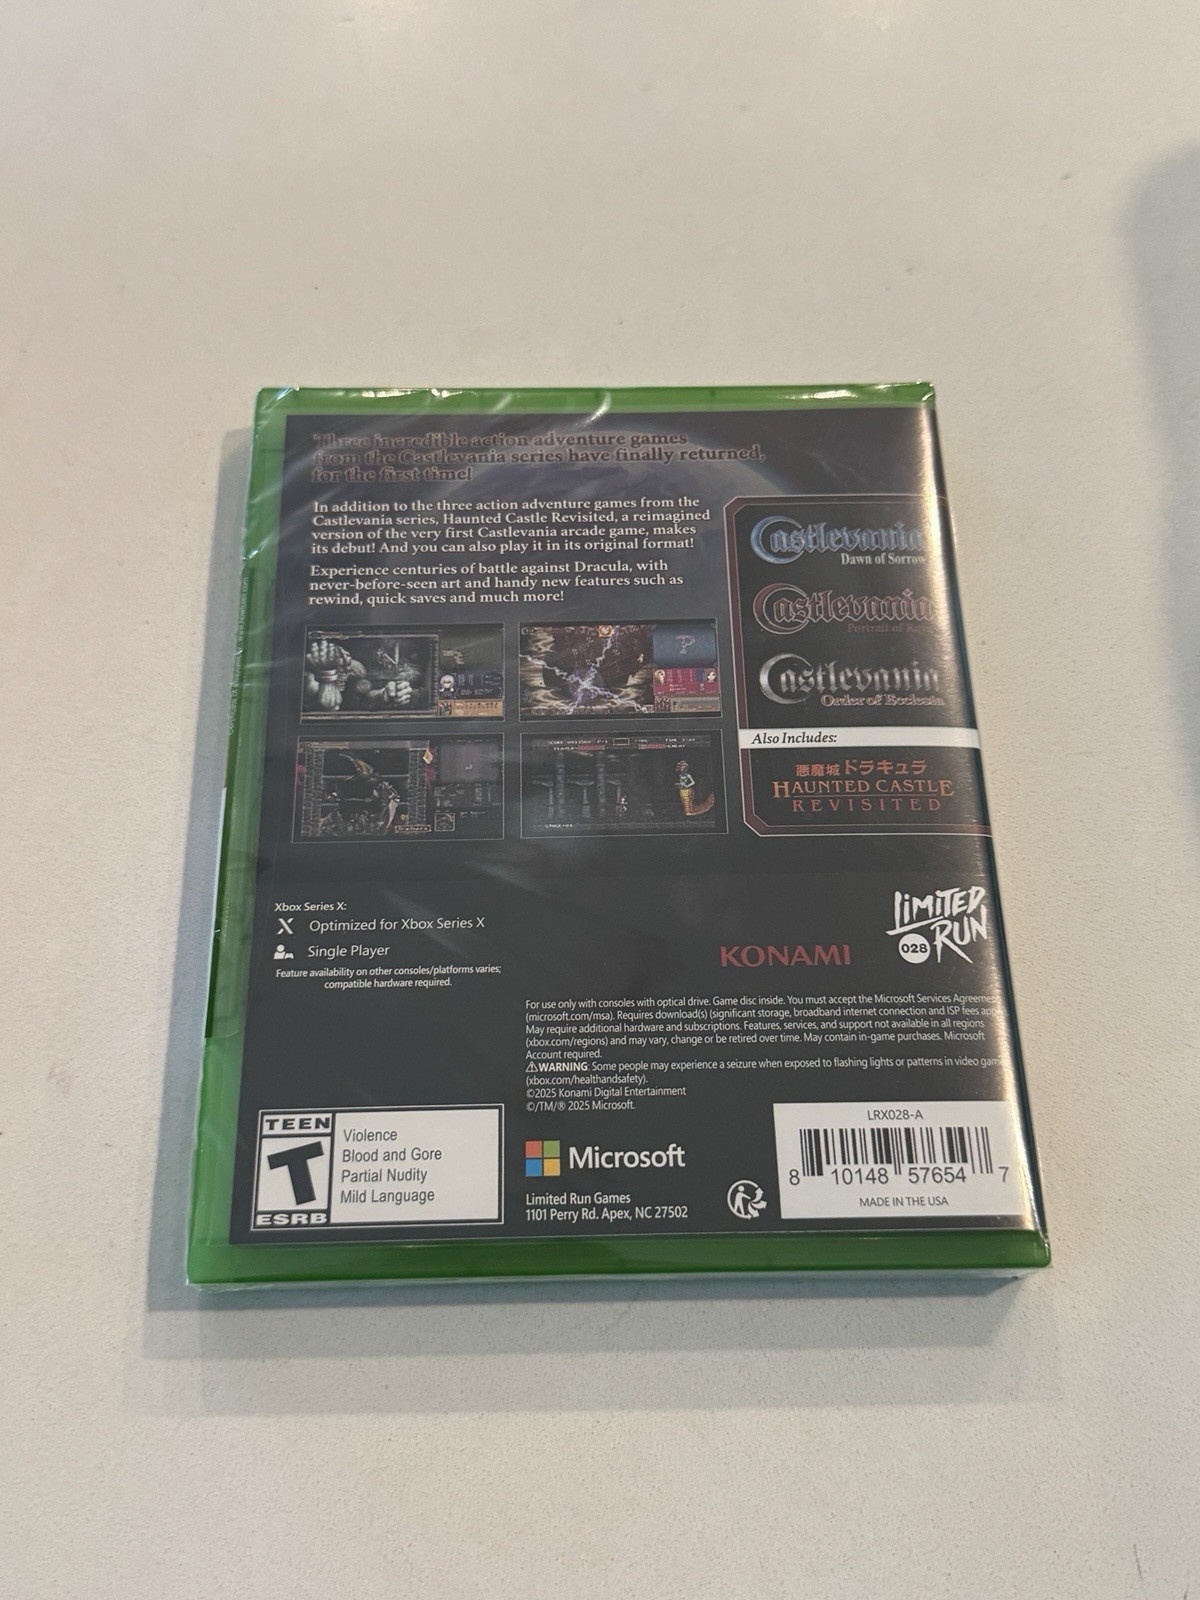 Three incredible action adventure games
from the Castlevania series have finally returned,
for the first time!
In addition to the three action adventure games from the
Castlevania series, Haunted Castle Revisited, a reimagined
version of the very first Castlevania arcade game, makes
its debut! And you can also play it in its original format!
Experience centuries of battle against Dracula, with
never-before-seen art and handy new features such as
rewind, quick saves and much more!
Castlevania
Dawn of Sorrow
Castlevania
Portrait of
Castlevania
Order of Ecclesia
Also Includes:
悪魔城ドラキュラ
HAUNTED CASTLE
REVISITED
Xbox Series X:
X Optimized for Xbox Series X
Single Player
Feature availability on other consoles/platforms varies;
compatible hardware required.
KONAMI
LIMITED
RUN
028
For use only with consoles with optical drive. Game disc inside. You must accept the Microsoft Services
(microsoft.com/msa). Requires download(s) (significant storage, broadband internet connection and ISP fees
May require additional hardware and subscriptions. Features, services, and support not available in all regions
(xbox.com/regions) and may vary, change or be retired over time. May contain in-game purchases. Microsoft
Account required.
⚠WARNING: Some people may experience a seizure when exposed to flashing lights or patterns in video
(xbox.com/healthandsafety).
©2025 Konami Digital Entertainment
©/TM/® 2025 Microsoft.
TEEN
T
ESRB
Violence
Blood and Gore
Partial Nudity
Mild Language
Microsoft
Limited Run Games
1101 Perry Rd. Apex, NC 27502
LRX028-A
8 10148 57654 7
MADE IN THE USA